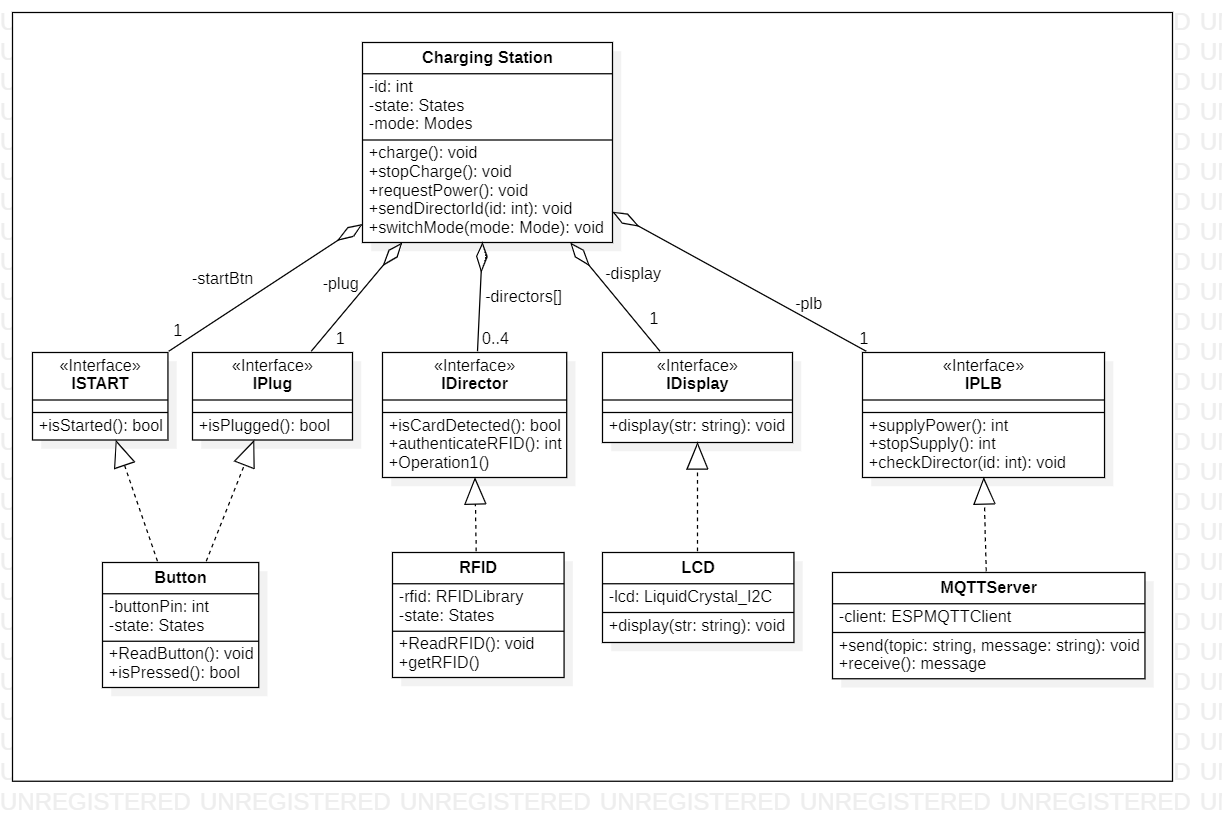 Charging Station
-id: int
-state: States
-mode: Modes
+charge(): void
+stopCharge(): void
+requestPower(): void
+sendDirectorId(id: int): void
+switchMode(mode: Mode): void
-startBtn
-plug
-directors[]
-display
-plb
1
1
0..4
1
1
«Interface»
ISTART
+isStarted(): bool
«Interface»
IPlug
+isPlugged(): bool
«Interface»
IDirector
+isCardDetected(): bool
+authenticateRFID(): int
+Operation1()
«Interface»
IDisplay
+display(str: string): void
«Interface»
IPLB
+supplyPower(): int
+stopSupply(): int
+checkDirector(id: int): void
Button
-buttonPin: int
-state: States
+ReadButton(): void
+isPressed(): bool
RFID
-rfid: RFIDLibrary
-state: States
+ReadRFID(): void
+getRFID()
LCD
-lcd: LiquidCrystal_I2C
+display(str: string): void
MQTTServer
-client: ESPMQTTClient
+send(topic: string, message: string): void
+receive(): message
UNREGISTERED UNREGISTERED UNREGISTERED UNREGISTERED UNREGISTERED UNREGISTERED UI